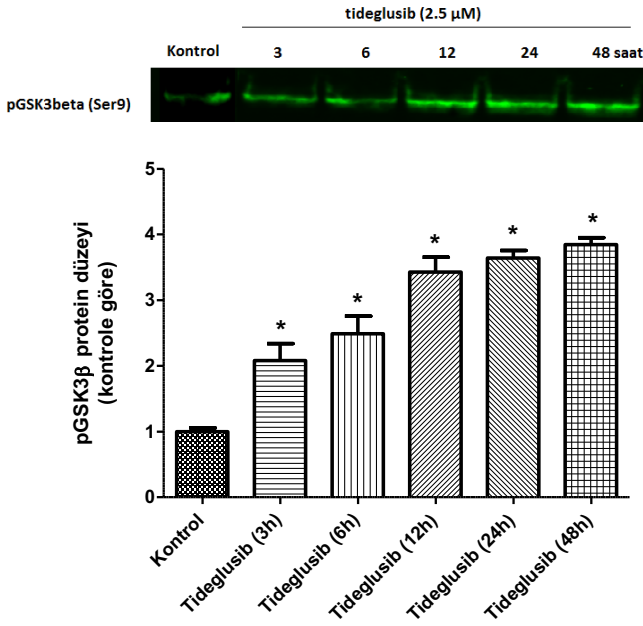 tideglusib (2.5 µM)
Kontrol 3 6 12 24 48 saat
pGSK3beta (Ser9)
pGSK3β protein düzeyi
(kontrole göre)
5
4
3
2
1
0
* * * * *
Kontrol
Tideglusib (3h)
Tideglusib (6h)
Tideglusib (12h)
Tideglusib (24h)
Tideglusib (48h)